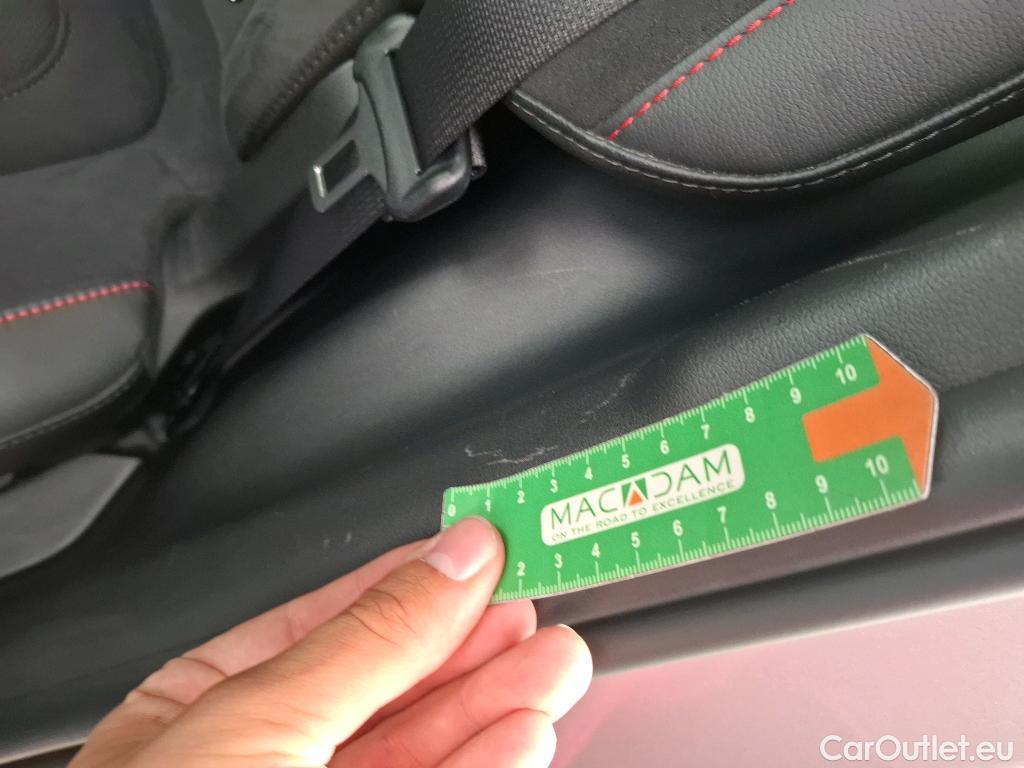 0 1 2 3 4 5 6 7 8 9 10
MACADAM
ON THE ROAD TO EXCELLENCE
2 3 4 5 6 7 8 9 10
CarOutlet.eu